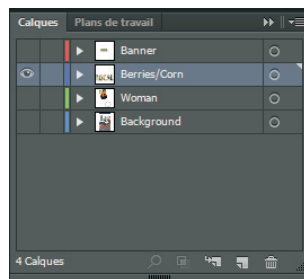 Calques Plans de travail
Banner
Berries/Corn
Woman
Background
4 Calques